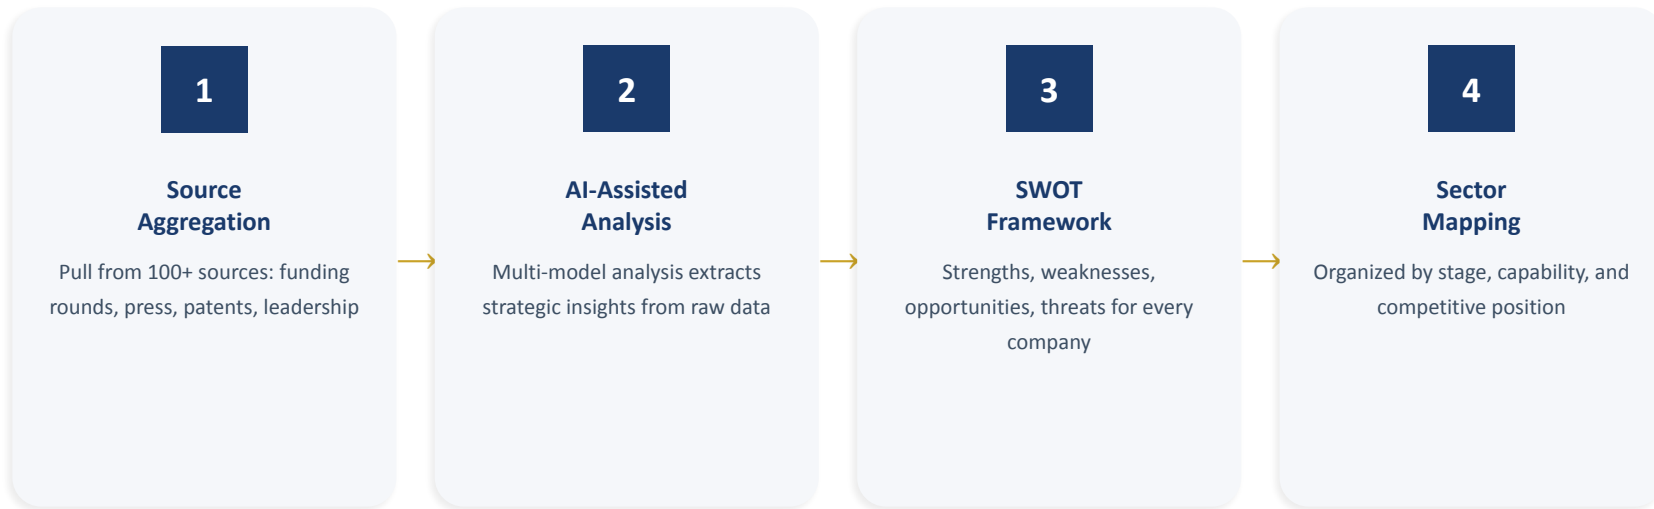 1
Source
Aggregation
Pull from 100+ sources: funding
rounds, press, patents, leadership
2
AI-Assisted
Analysis
Multi-model analysis extracts
strategic insights from raw data
3
SWOT
Framework
Strengths, weaknesses,
opportunities, threats for every
company
4
Sector
Mapping
Organized by stage, capability, and
competitive position